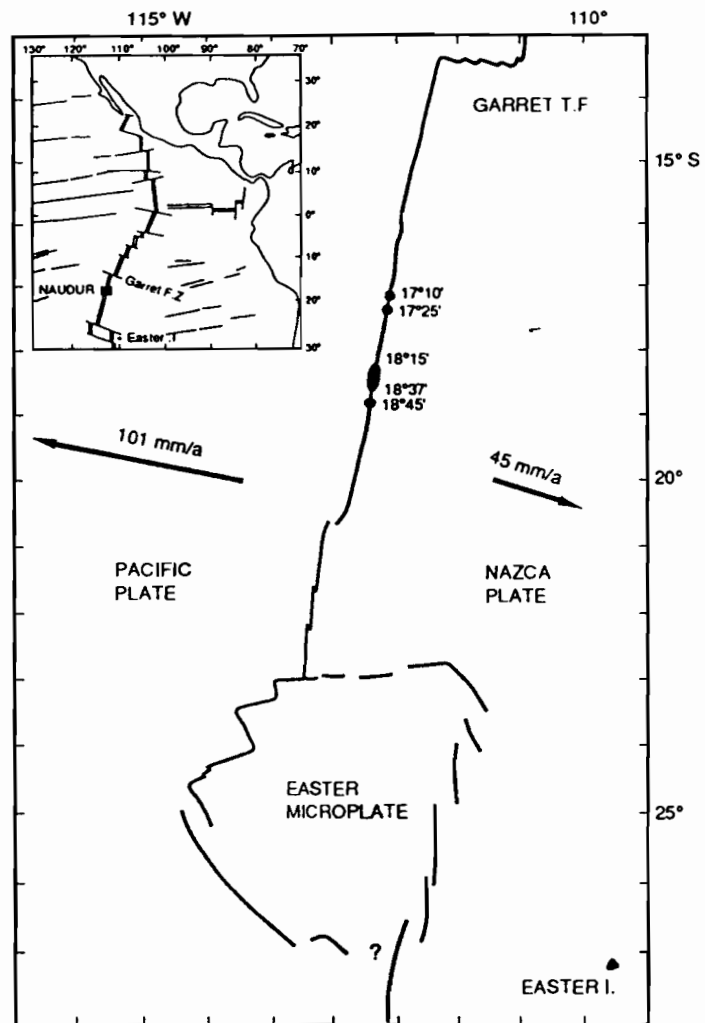 115° W
110°
130°
120°
110°
100°
90°
80°
70°
30°
20°
10°
0°
10°
20°
30°
NAUDUR
Garret F.Z
Easter .I
GARRET T.F
15° S
17°10'
17°25'
18°15'
18°37'
18°45'
101 mm/a
45 mm/a
20°
PACIFIC
PLATE
NAZCA
PLATE
EASTER
MICROPLATE
25°
?
EASTER I.